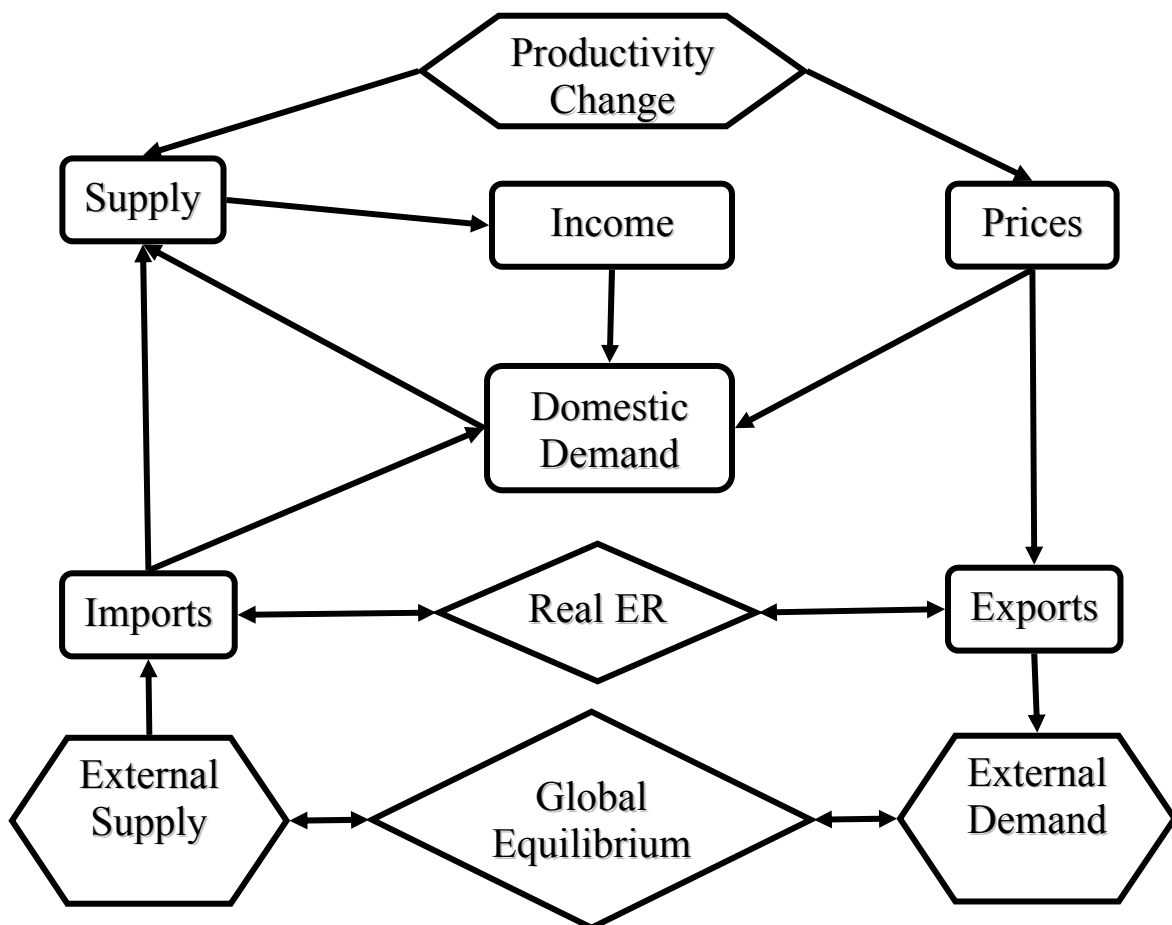 Productivity
Change
Supply
Income
Prices
Domestic
Demand
Imports
Real ER
Exports
External
Supply
Global
Equilibrium
External
Demand